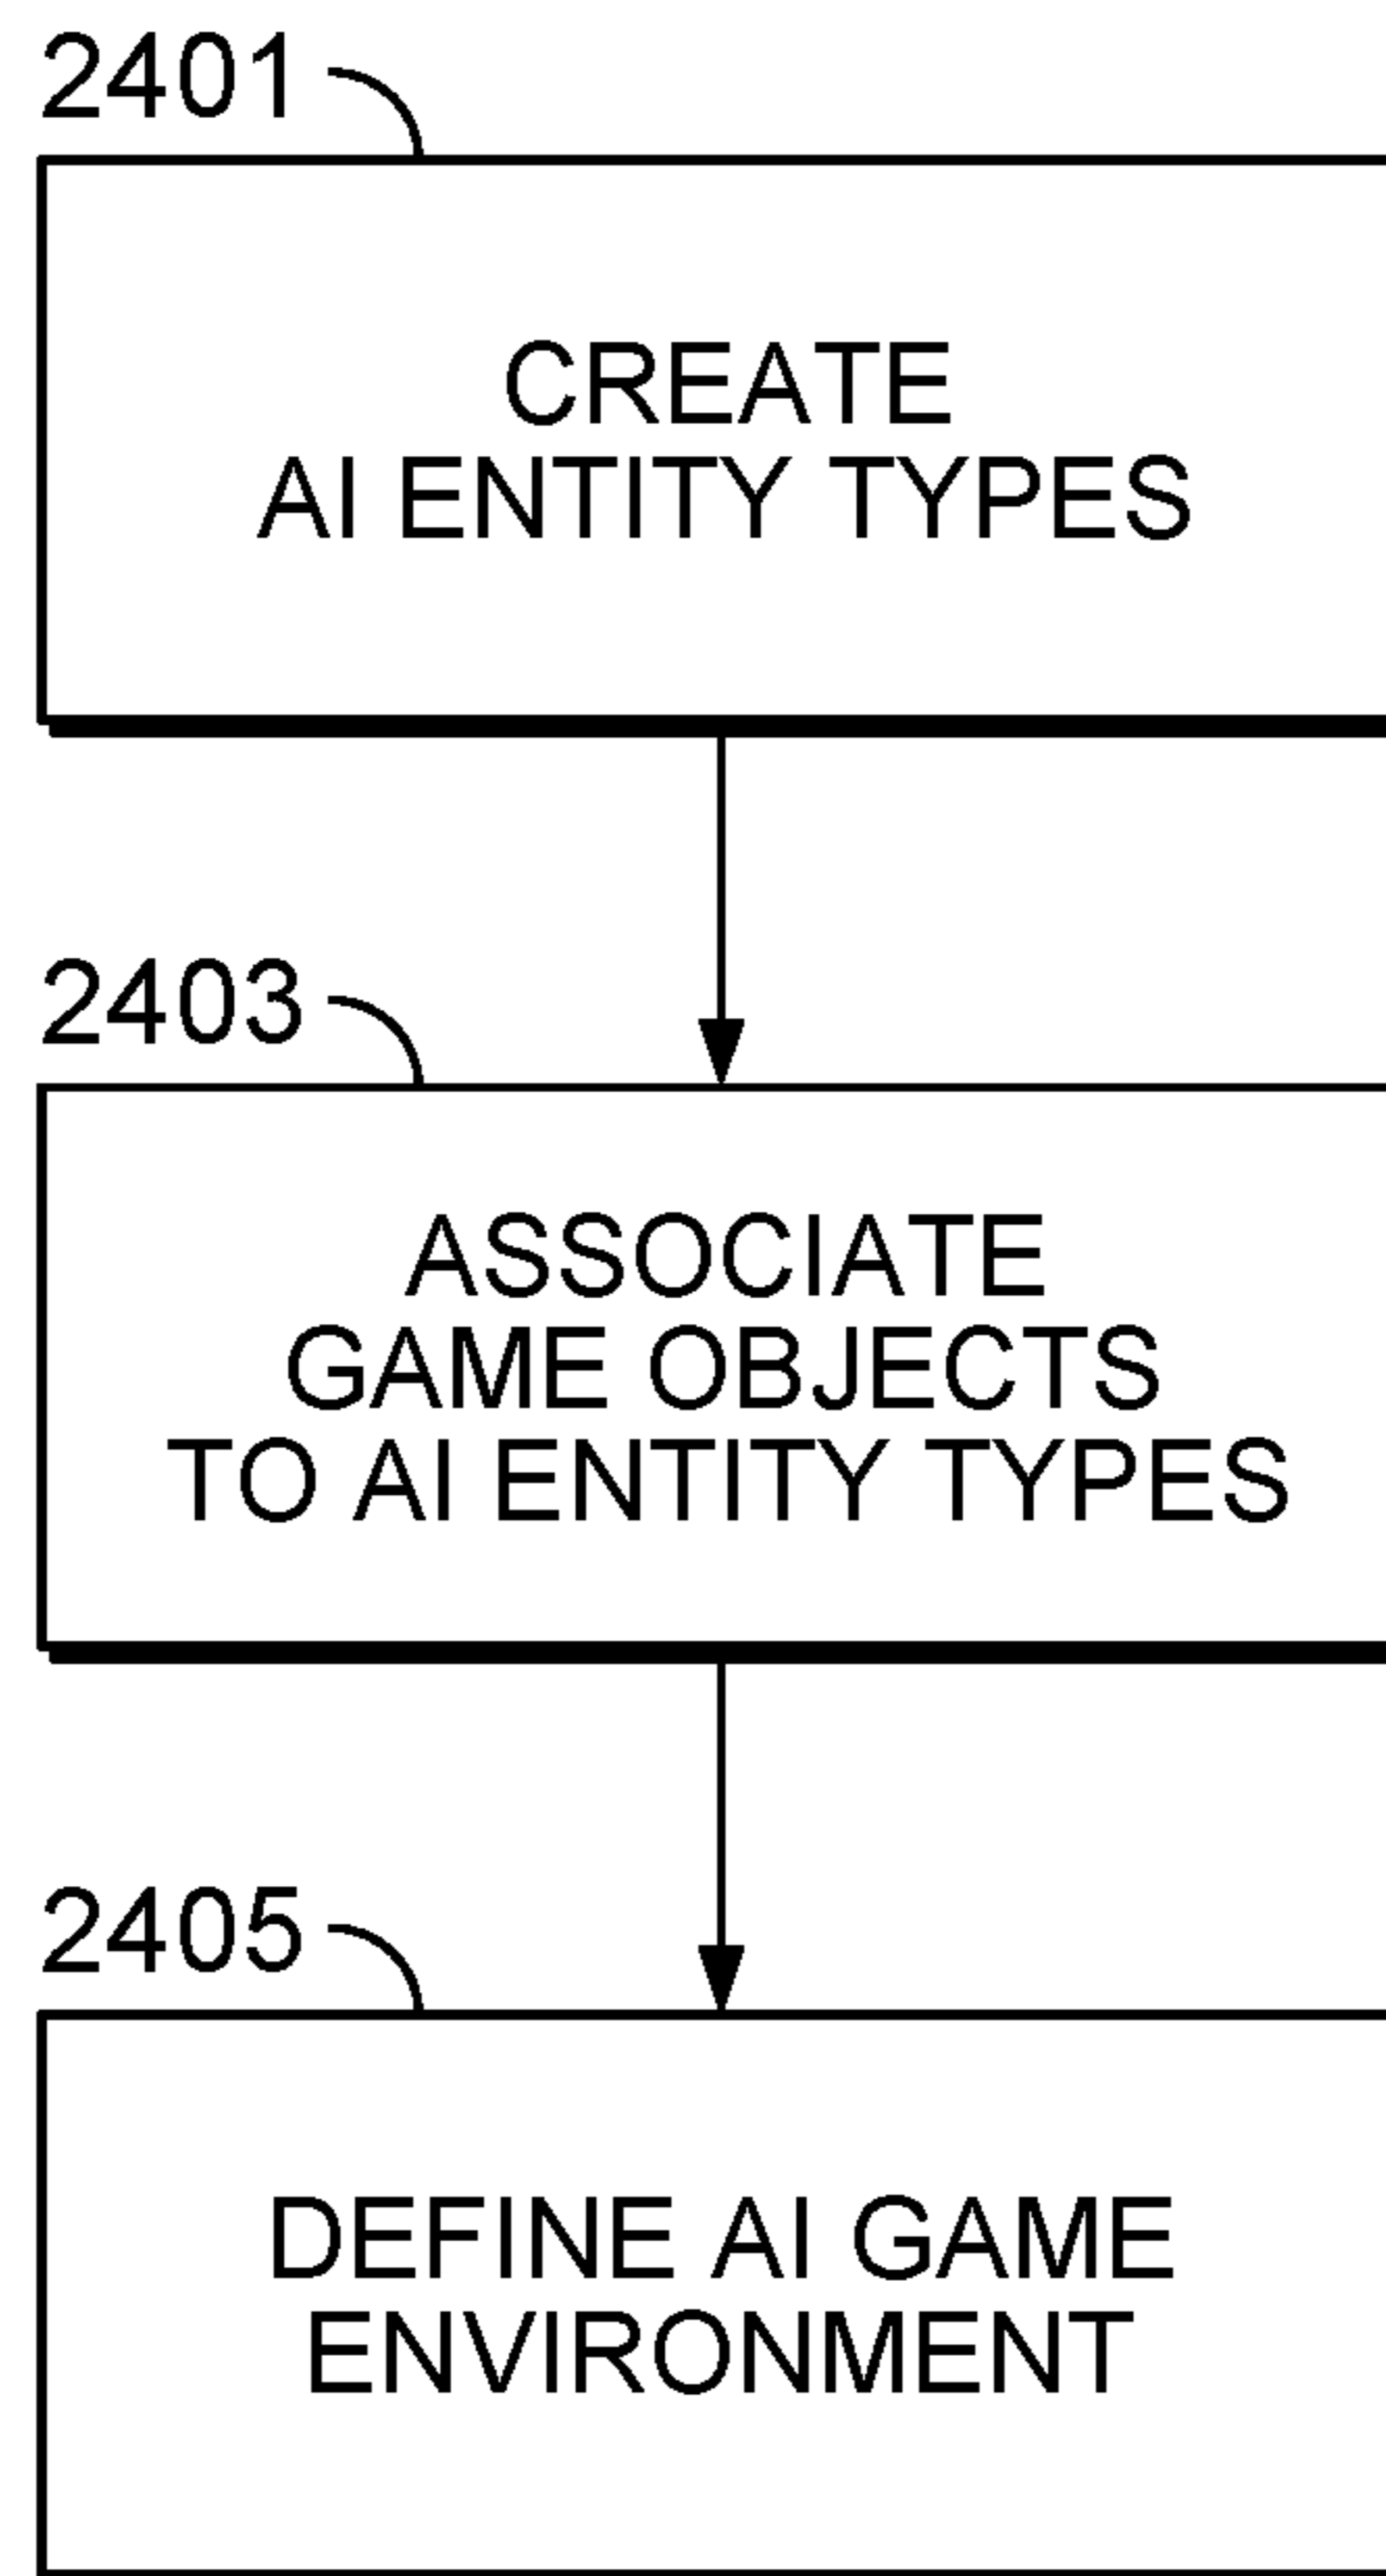 2401
CREATE
AI ENTITY TYPES
2403
ASSOCIATE
GAME OBJECTS
TO AI ENTITY TYPES
2405
DEFINE AI GAME
ENVIRONMENT